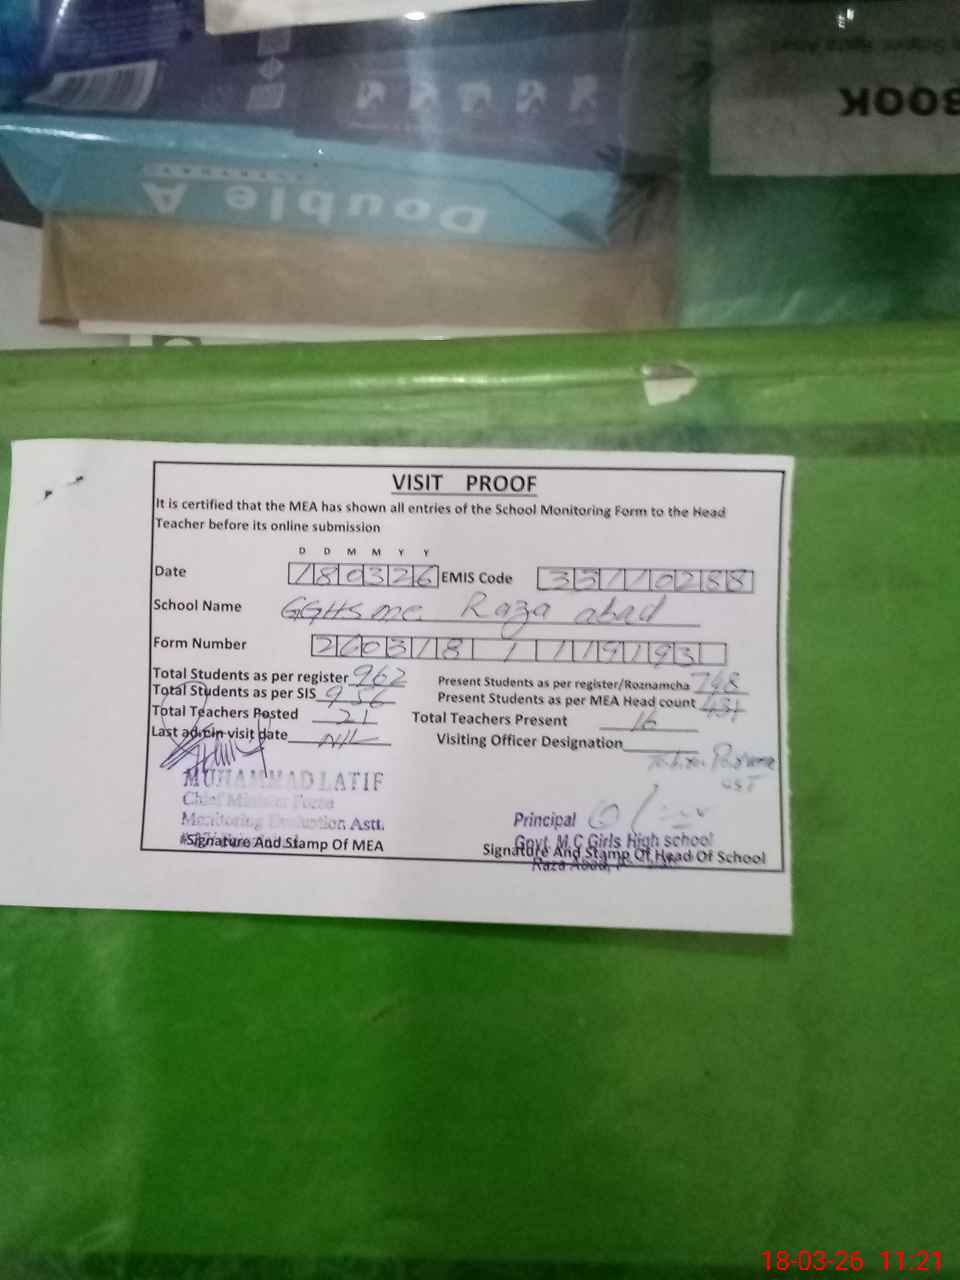 BOOK
Double A
VISIT PROOF
It is certified that the MEA has shown all entries of the School Monitoring Form to the Head
Teacher before its online submission
D D M M Y Y
Date 180326 EMIS Code 33110288
School Name GGHS mc Raza abad
Form Number
Total Students as per register 962 Present Students as per register/Roznamcha 748
Total Students as per SIS 956 Present Students as per MEA Head count
Total Teachers Posted 21 Total Teachers Present 16
Last admin visit date NIL Visiting Officer Designation
MUHAMMAD LATIF
Chief Minister Force
Monitoring Evaluation Astt. Principal
Govt. M.C Girls High school
Signature And Stamp Of MEA Signature And Stamp Of Head Of School
Raza Abad,
18-03-26 11:21